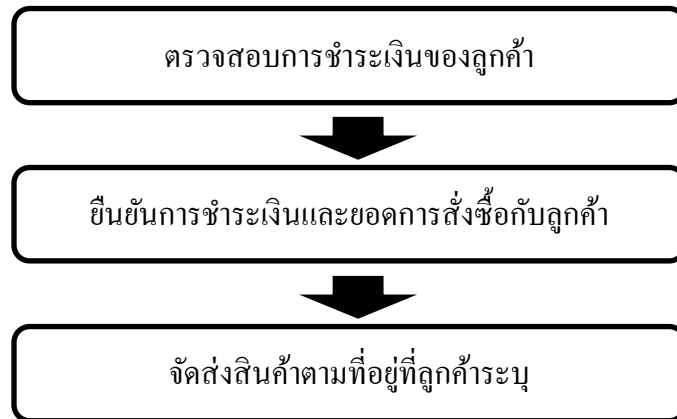 ตรวจสอบการชำระเงินของลูกค้า
ยืนยันการชำระเงินและยอดการสั่งซื้อกับลูกค้า
จัดส่งสินค้าตามที่อยู่ที่ลูกค้าระบุ